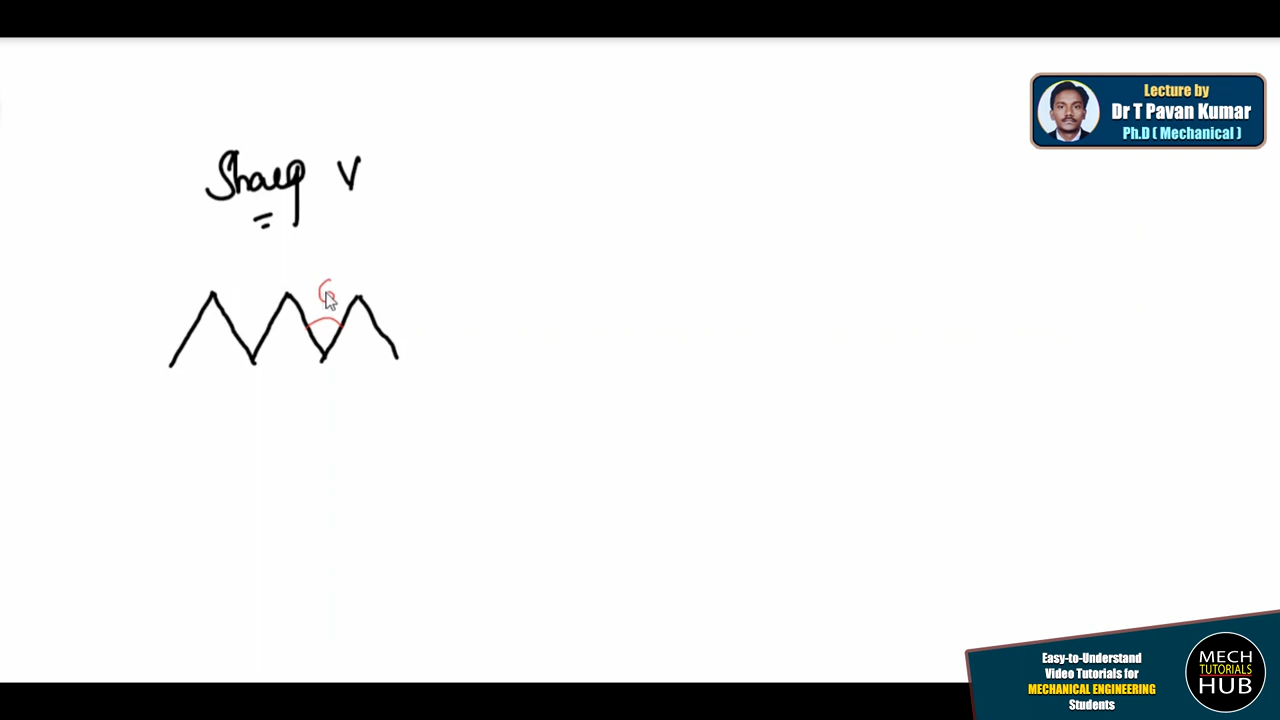 Lecture by
Dr T Pavan Kumar
Ph.D ( Mechanical )
Sharp V
6
Easy-to-Understand
Video Tutorials for
MECHANICAL ENGINEERING
Students
MECH
TUTORIALS
HUB